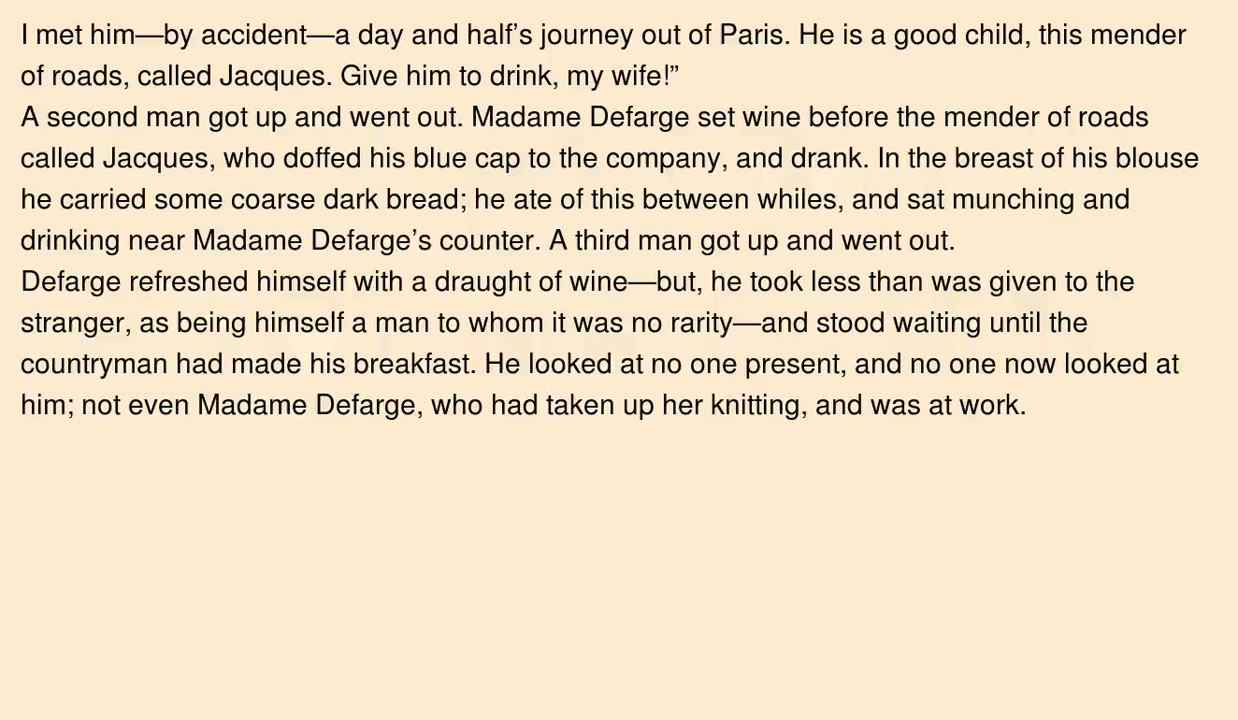 I met him—by accident—a day and half’s journey out of Paris. He is a good child, this mender
of roads, called Jacques. Give him to drink, my wife!”
A second man got up and went out. Madame Defarge set wine before the mender of roads
called Jacques, who doffed his blue cap to the company, and drank. In the breast of his blouse
he carried some coarse dark bread; he ate of this between whiles, and sat munching and
drinking near Madame Defarge’s counter. A third man got up and went out.
Defarge refreshed himself with a draught of wine—but, he took less than was given to the
stranger, as being himself a man to whom it was no rarity—and stood waiting until the
countryman had made his breakfast. He looked at no one present, and no one now looked at
him; not even Madame Defarge, who had taken up her knitting, and was at work.